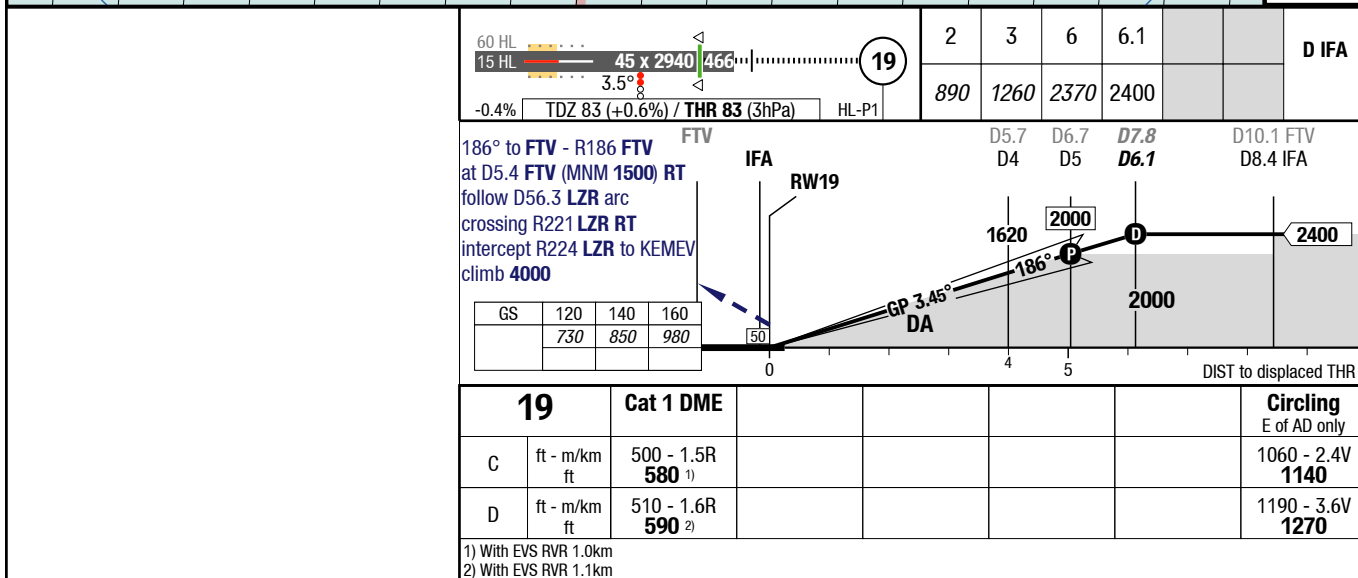 60 HL
15 HL
45 x 2940 466
3.5°
19
-0.4%
TDZ 83 (+0.6%) / THR 83 (3hPa)
HL-P1
2 3 6 6.1 D IFA
890 1260 2370 2400
186° to FTV - R186 FTV
at D5.4 FTV (MNM 1500) RT
follow D56.3 LZR arc
crossing R221 LZR RT
intercept R224 LZR to KEMEV
climb 4000
FTV
IFA
RW19
D5.7 D6.7 D7.8 D10.1 FTV
D4 D5 D6.1 D8.4 IFA
1620
2000
P
D
2400
186°
GP 3.45°
DA
2000
GS 120 140 160
730 850 980
50
0 4 5 DIST to displaced THR
19 Cat 1 DME Circling
E of AD only
C ft - m/km 500 - 1.5R 1060 - 2.4V
ft 580 1) 1140
D ft - m/km 510 - 1.6R 1190 - 3.6V
ft 590 2) 1270
1) With EVS RVR 1.0km
2) With EVS RVR 1.1km